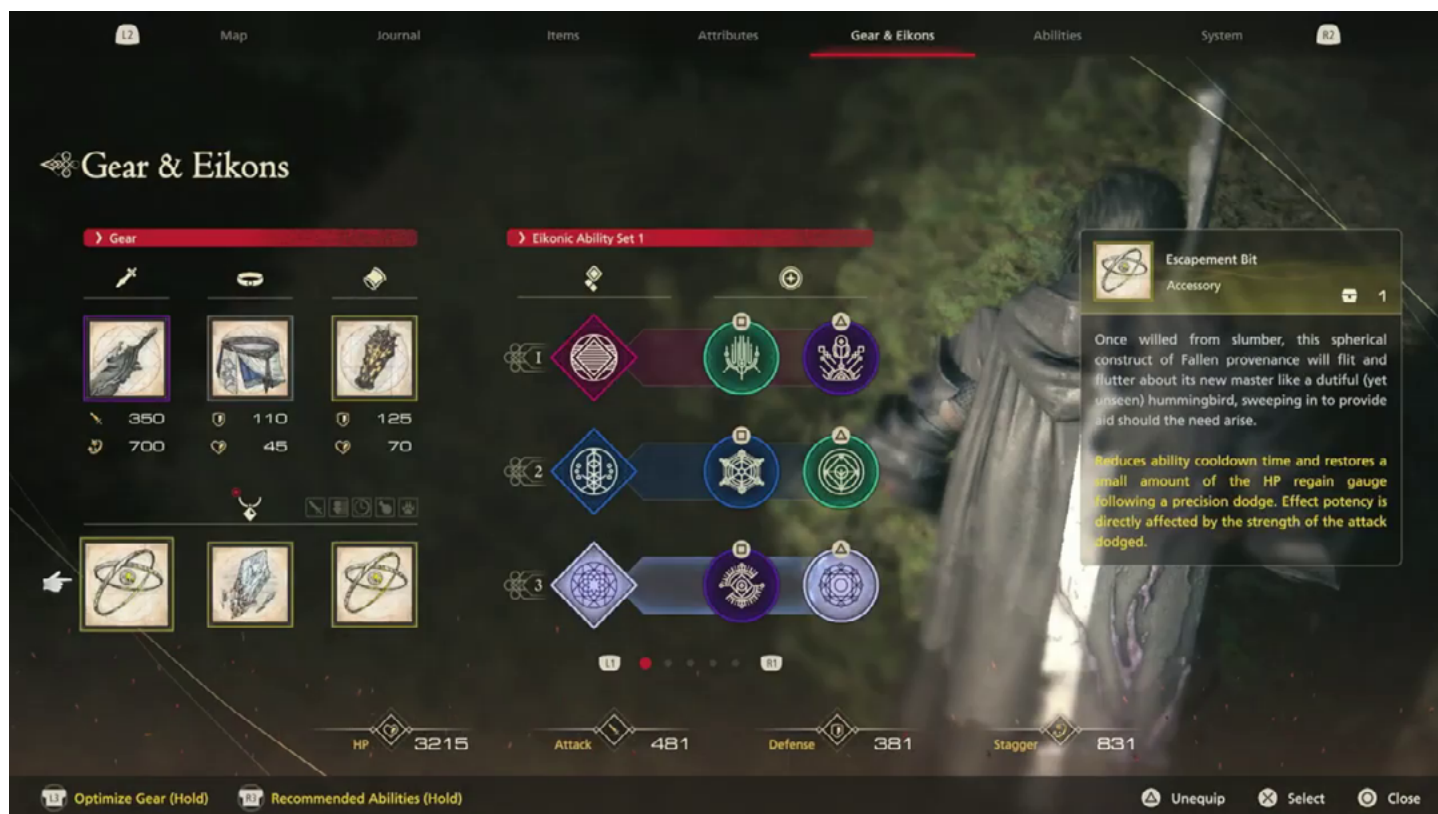 L2 Map Journal Items Attributes Gear & Eikons Abilities System R2
Gear & Eikons
Gear
Eikonic Ability Set 1
Escapement Bit
Accessory
1
Once willed from slumber, this spherical
construct of Fallen provenance will flit and
flutter about its new master like a dutiful (yet
unseen) hummingbird, sweeping in to provide
aid should the need arise.
Reduces ability cooldown time and restores a
small amount of the HP regain gauge
following a precision dodge. Effect potency is
directly affected by the strength of the attack
dodged.
1
350 110 125
700 45 70
2
3
L1 R1
HP 3215 Attack 481 Defense 381 Stagger 831
L3 Optimize Gear (Hold) R3 Recommended Abilities (Hold) Unequip Select Close